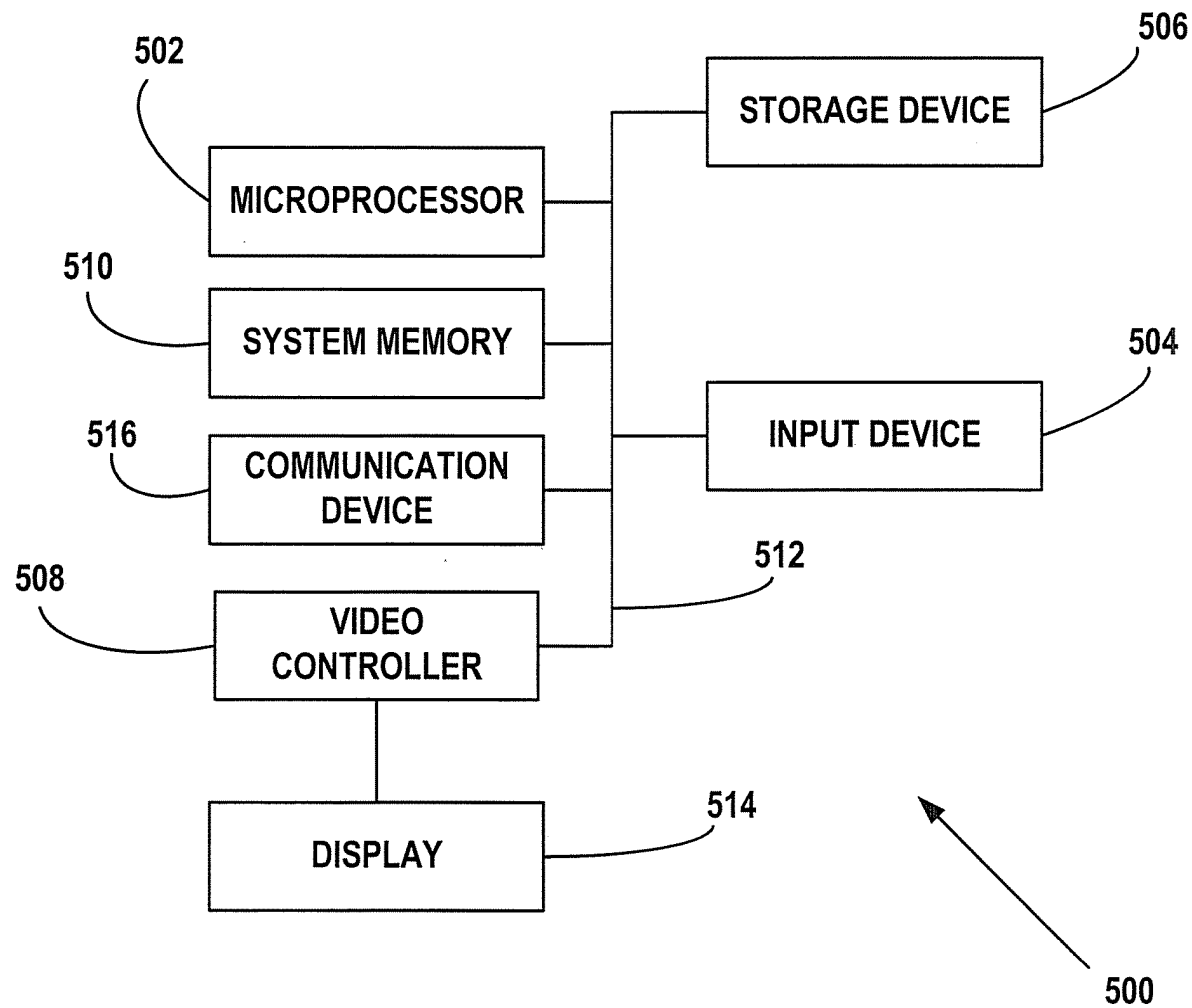 502
506
STORAGE DEVICE
MICROPROCESSOR
510
SYSTEM MEMORY
504
INPUT DEVICE
516
COMMUNICATION
DEVICE
512
508
VIDEO
CONTROLLER
514
DISPLAY
500